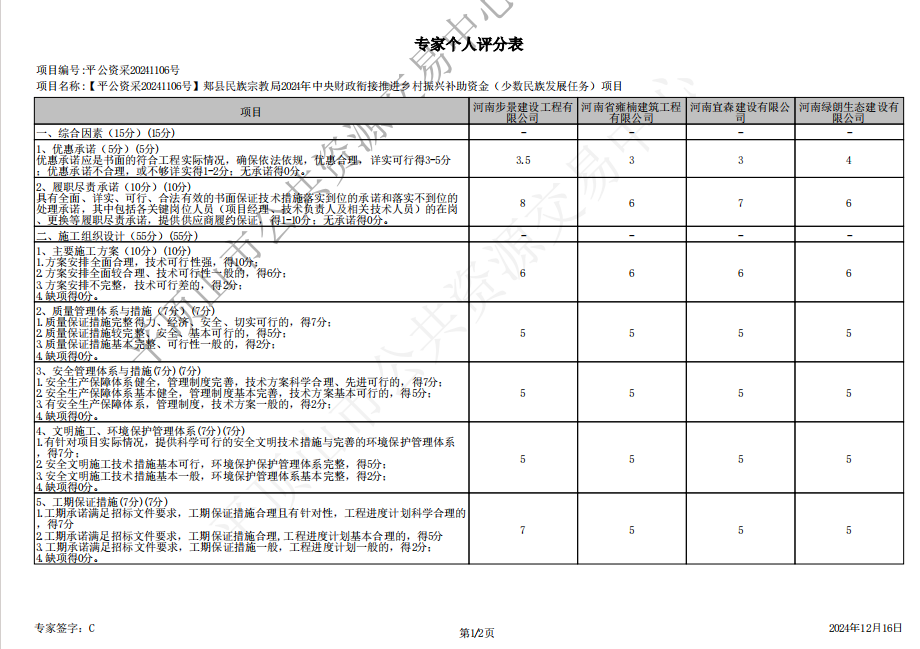 专家个人评分表
项目编号:平公资采20241106号
项目名称:【平公资采20241106号】郏县民族宗教局2024年中央财政衔接推进乡村振兴补助资金（少数民族发展任务）项目
项目
河南步景建设工程有限公司
河南省雍楠建筑工程有限公司
河南宜森建设有限公司
河南绿朗生态建设有限公司
一、综合因素（15分）(15分)
—
—
—
—
1、优惠承诺（5分）(5分)
优惠承诺应是书面的符合工程实际情况，确保依法依规，优惠合理，详实可行得3-5分
；优惠承诺不合理，或不够详实得1-2分；无承诺得0分。
3.5
3
3
4
2、履职尽责承诺（10分）(10分)
具有全面、详实、可行、合法有效的书面保证技术措施落实到位的承诺和落实不到位的
处理承诺，其中包括各关键岗位人员（项目经理、技术负责人及相关技术人员）的在岗
、更换等履职尽责承诺，提供供应商履约保证，得1-10分；无承诺得0分。
8
6
7
6
二、施工组织设计（55分）(55分)
—
—
—
—
1、主要施工方案（10分）(10分)
1.方案安排全面合理，技术可行性强，得10分；
2.方案安排全面较合理、技术可行性一般的，得6分；
3.方案安排不完整，技术可行差的，得2分；
4.缺项得0分。
6
6
6
6
2、质量管理体系与措施（7分）(7分)
1.质量保证措施完整得力、经济、安全、切实可行的，得7分；
2.质量保证措施较完整、安全、基本可行的，得5分；
3.质量保证措施基本完整、可行性一般的，得2分；
4.缺项得0分。
5
5
5
5
3、安全管理体系与措施(7分)(7分)
1.安全生产保障体系健全，管理制度完善，技术方案科学合理、先进可行的，得7分；
2.安全生产保障体系基本健全，管理制度基本完善，技术方案基本可行的，得5分；
3.有安全生产保障体系，管理制度，技术方案一般的，得2分；
4.缺项得0分。
5
5
5
5
4、文明施工、环境保护管理体系(7分)(7分)
1.有针对项目实际情况，提供科学可行的安全文明技术措施与完善的环境保护管理体系
，得7分；
2.安全文明施工技术措施基本可行，环境保护保护管理体系完整，得5分；
3.安全文明施工技术措施基本一般，环境保护管理体系基本完整，得2分；
4.缺项得0分。
5
5
5
5
5、工期保证措施(7分)(7分)
1.工期承诺满足招标文件要求，工期保证措施合理且有针对性，工程进度计划科学合理的
，得7分
2.工期承诺满足招标文件要求，工期保证措施合理,工程进度计划基本合理的，得5分
3.工期承诺满足招标文件要求，工期保证措施一般，工程进度计划一般的，得2分；
4.缺项得0分。
7
5
5
5
专家签字：C
第1/2页
2024年12月16日
平顶山市公共资源交易中心
平顶山市公共资源交易中心